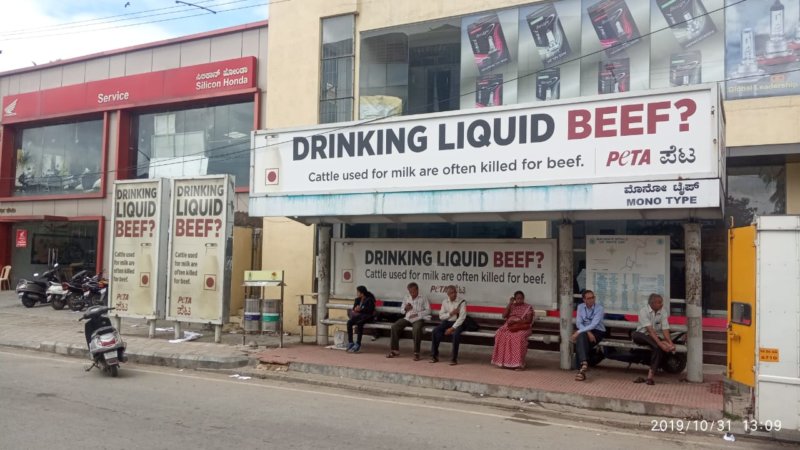 ಸಿಲಿಕಾನ್ ಹೋಂಡಾ
Service Silicon Honda
Global Leadership
DRINKING LIQUID BEEF?
Cattle used for milk are often killed for beef.
PETA ಪೆಟ
ಮೊನೋ ಟೈಪ್
MONO TYPE
DRINKING
LIQUID
BEEF?
Cattle used
for milk
are often
killed for
beef.
PETA
DRINKING
LIQUID
BEEF?
Cattle used
for milk
are often
killed for
beef.
PETA
DRINKING LIQUID BEEF?
Cattle used for milk are often killed for beef.
PETA
2019/10/31 13:09